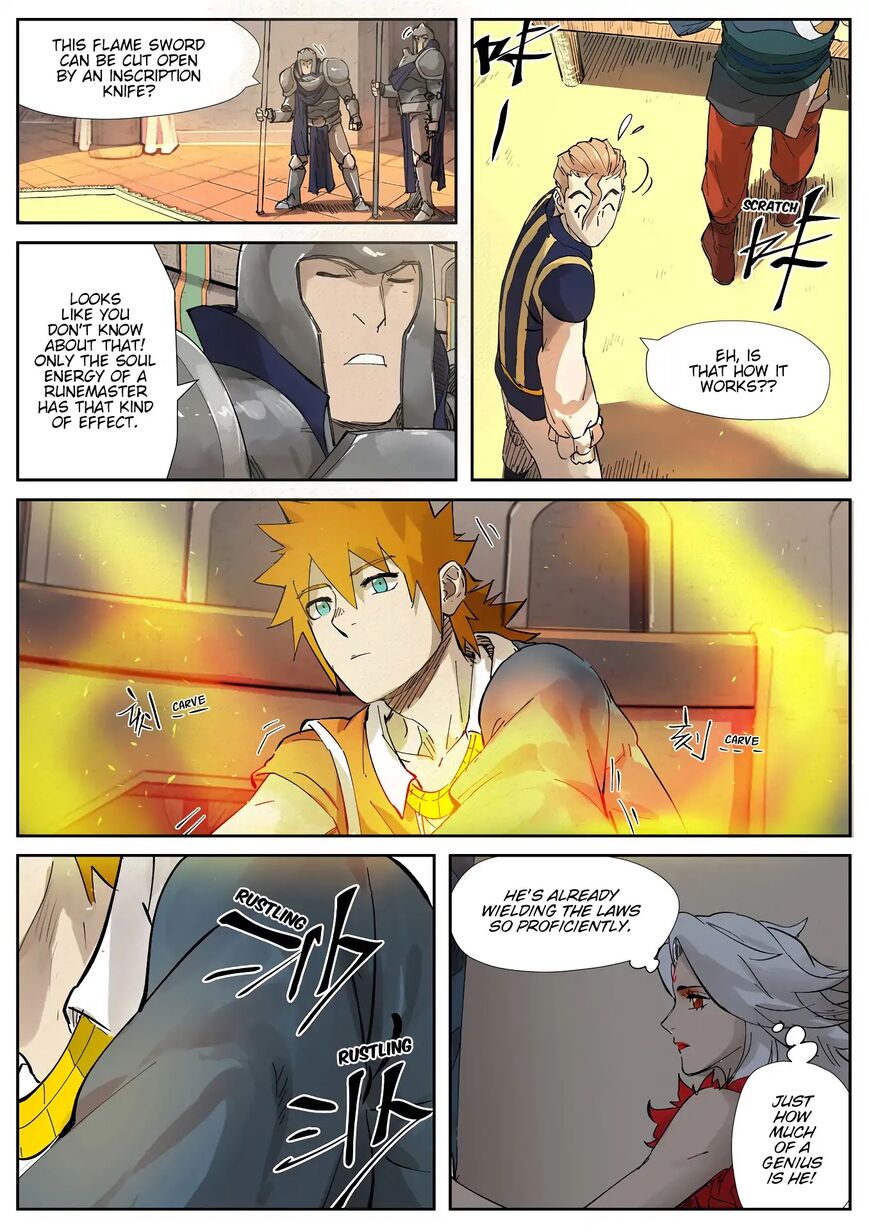 THIS FLAME SWORD
CAN BE CUT OPEN
BY AN INSCRIPTION
KNIFE?
SCRATCH
EH, IS
THAT HOW IT
WORKS??
LOOKS
LIKE YOU
DON'T KNOW
ABOUT THAT!
ONLY THE SOUL
ENERGY OF A
RUNEMASTER
HAS THAT KIND
OF EFFECT.
刻
CARVE
刻
CARVE
RUSTLING
RUSTLING
HE'S ALREADY
WIELDING THE LAWS
SO PROFICIENTLY.
JUST
HOW
MUCH
OF A
GENIUS
IS HE!